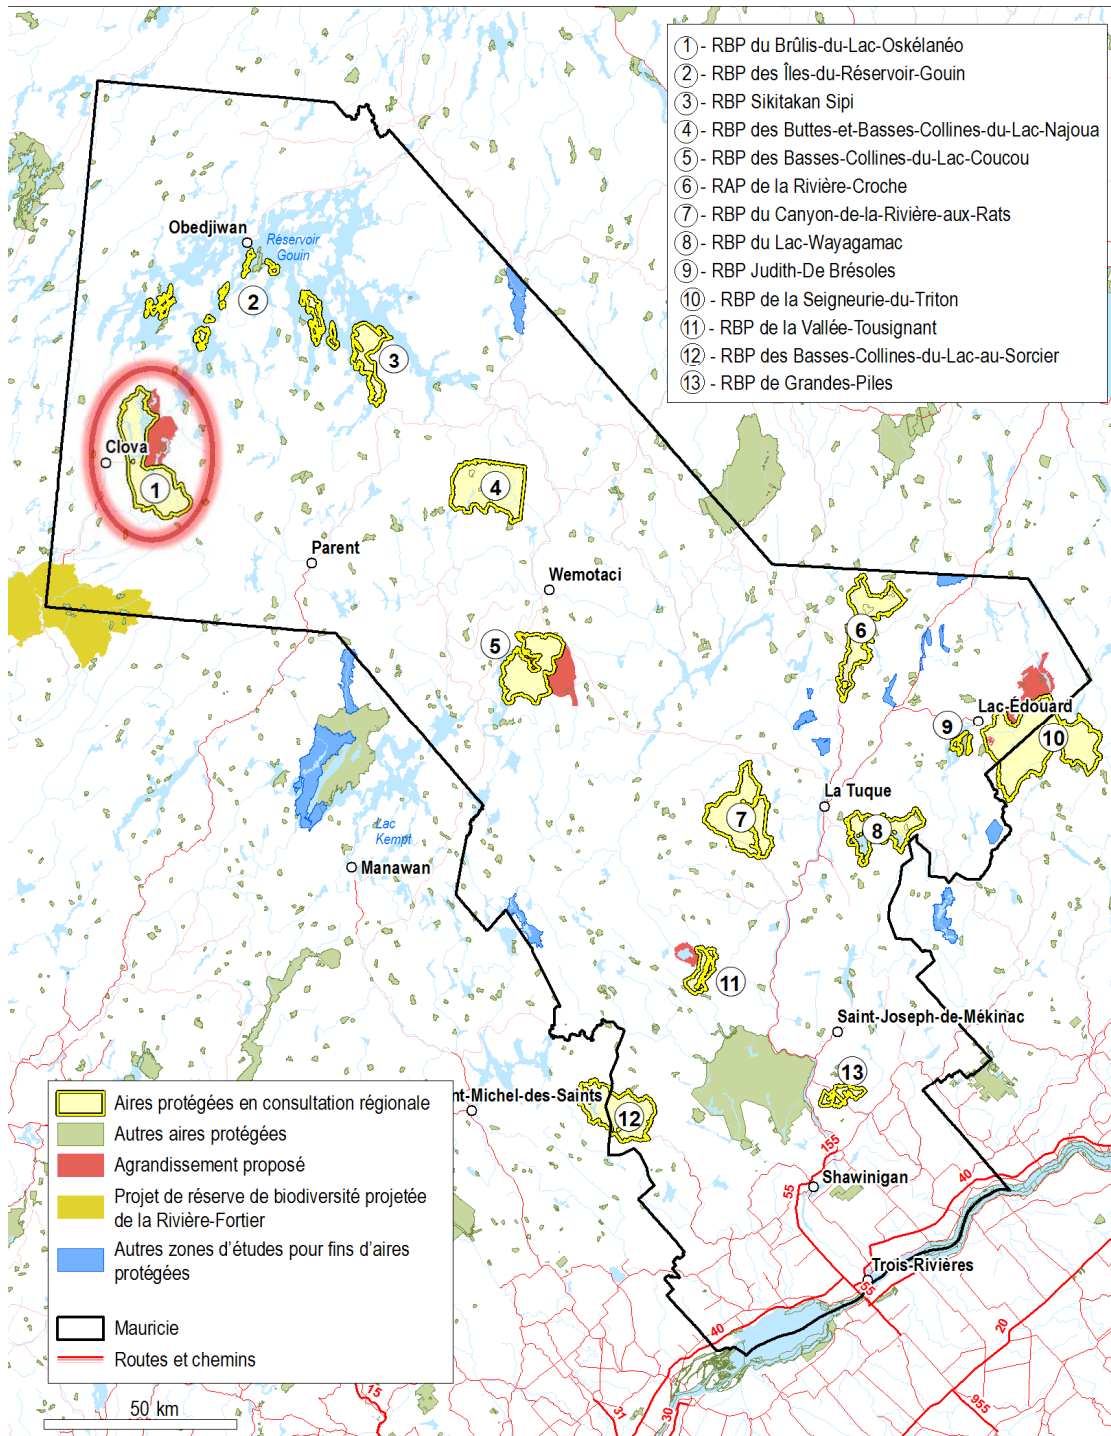 1 - RBP du Brûlis-du-Lac-Oskélanéo
2 - RBP des Îles-du-Réservoir-Gouin
3 - RBP Sikitakan Sipi
4 - RBP des Buttes-et-Basses-Collines-du-Lac-Najoua
5 - RBP des Basses-Collines-du-Lac-Coucou
6 - RAP de la Rivière-Croche
7 - RBP du Canyon-de-la-Rivière-aux-Rats
8 - RBP du Lac-Wayagamac
9 - RBP Judith-De Brésoles
10 - RBP de la Seigneurie-du-Triton
11 - RBP de la Vallée-Tousignant
12 - RBP des Basses-Collines-du-Lac-au-Sorcier
13 - RBP de Grandes-Piles
Obedjiwan
Réservoir
Gouin
2
3
Clova
1
4
Parent
Wemotaci
5
6
Lac-Édouard
9
10
La Tuque
7
8
Lac
Kempt
Manawan
11
Saint-Joseph-de-Mékinac
13
nt-Michel-des-Saints
12
155
55
Shawinigan
40
Trois-Rivières
55
40
20
955
15
31
30
Aires protégées en consultation régionale
Autres aires protégées
Agrandissement proposé
Projet de réserve de biodiversité projetée
de la Rivière-Fortier
Autres zones d'études pour fins d'aires
protégées
Mauricie
Routes et chemins
50 km